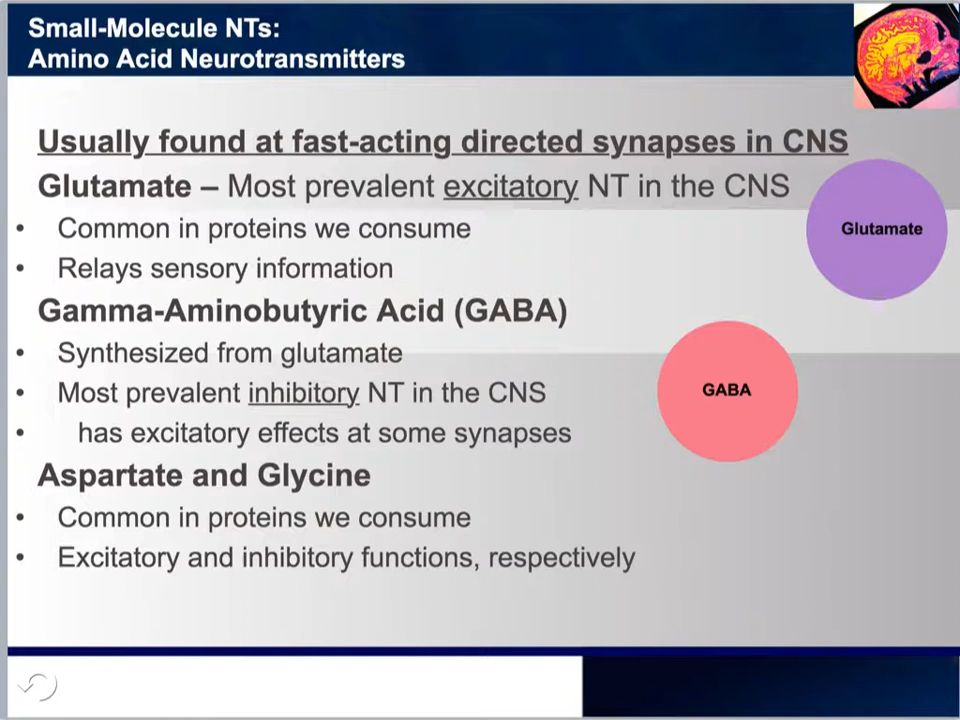 Small-Molecule NTs:
Amino Acid Neurotransmitters
Usually found at fast-acting directed synapses in CNS
Glutamate – Most prevalent excitatory NT in the CNS
• Common in proteins we consume
• Relays sensory information
Glutamate
Gamma-Aminobutyric Acid (GABA)
• Synthesized from glutamate
• Most prevalent inhibitory NT in the CNS
• has excitatory effects at some synapses
GABA
Aspartate and Glycine
• Common in proteins we consume
• Excitatory and inhibitory functions, respectively